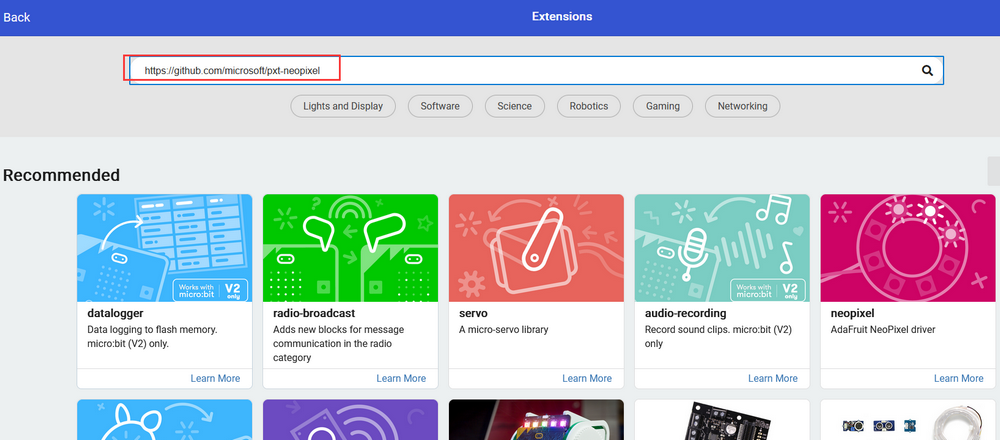 Back
Extensions
https://github.com/microsoft/pxt-neopixel
Lights and Display
Software
Science
Robotics
Gaming
Networking
Recommended
Works with
micro:bit
V2
only
datalogger
Data logging to flash memory.
micro:bit (V2) only.
Learn More
radio-broadcast
Adds new blocks for message
communication in the radio
category
Learn More
servo
A micro-servo library
Learn More
Works with
micro:bit
V2
only
audio-recording
Record sound clips. micro:bit (V2)
only
Learn More
neopixel
AdaFruit NeoPixel driver
Learn More